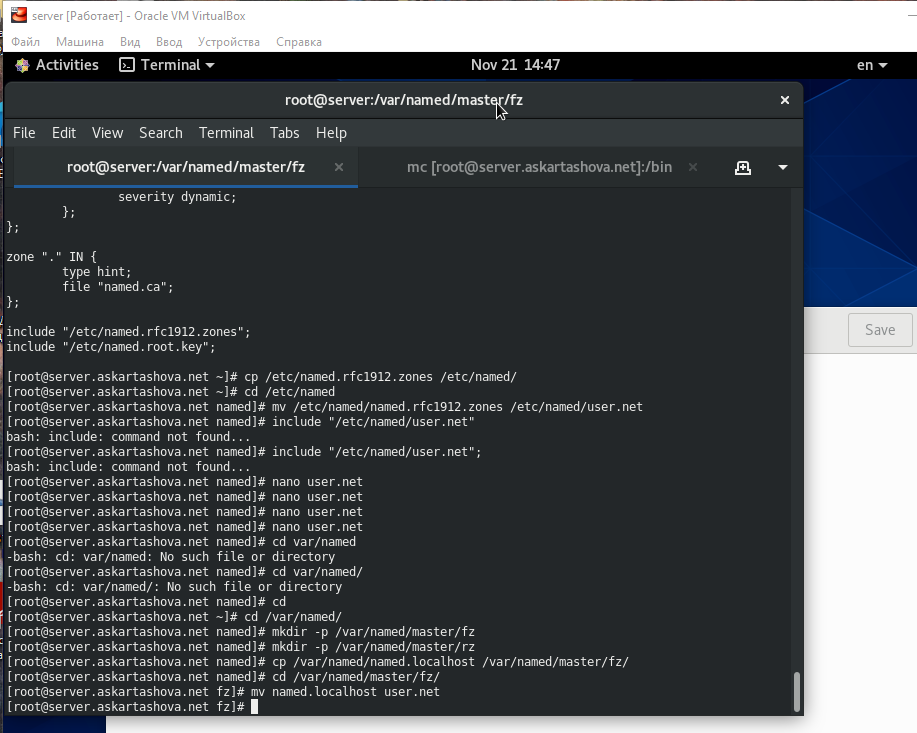 server [Работает] - Oracle VM VirtualBox
Файл Машина Вид Ввод Устройства Справка
Activities Terminal Nov 21 14:47 en
root@server:/var/named/master/fz
File Edit View Search Terminal Tabs Help
root@server:/var/named/master/fz mc [root@server.askartashova.net]:/bin
Save
severity dynamic;
};
};
zone "." IN {
type hint;
file "named.ca";
};
include "/etc/named.rfc1912.zones";
include "/etc/named.root.key";
[root@server.askartashova.net ~]# cp /etc/named.rfc1912.zones /etc/named/
[root@server.askartashova.net ~]# cd /etc/named
[root@server.askartashova.net named]# mv /etc/named/named.rfc1912.zones /etc/named/user.net
[root@server.askartashova.net named]# include "/etc/named/user.net"
bash: include: command not found...
[root@server.askartashova.net named]# include "/etc/named/user.net";
bash: include: command not found...
[root@server.askartashova.net named]# nano user.net
[root@server.askartashova.net named]# nano user.net
[root@server.askartashova.net named]# nano user.net
[root@server.askartashova.net named]# nano user.net
[root@server.askartashova.net named]# cd var/named
-bash: cd: var/named: No such file or directory
[root@server.askartashova.net named]# cd var/named/
-bash: cd: var/named/: No such file or directory
[root@server.askartashova.net named]# cd
[root@server.askartashova.net ~]# cd /var/named/
[root@server.askartashova.net named]# mkdir -p /var/named/master/fz
[root@server.askartashova.net named]# mkdir -p /var/named/master/rz
[root@server.askartashova.net named]# cp /var/named/named.localhost /var/named/master/fz/
[root@server.askartashova.net named]# cd /var/named/master/fz/
[root@server.askartashova.net fz]# mv named.localhost user.net
[root@server.askartashova.net fz]#